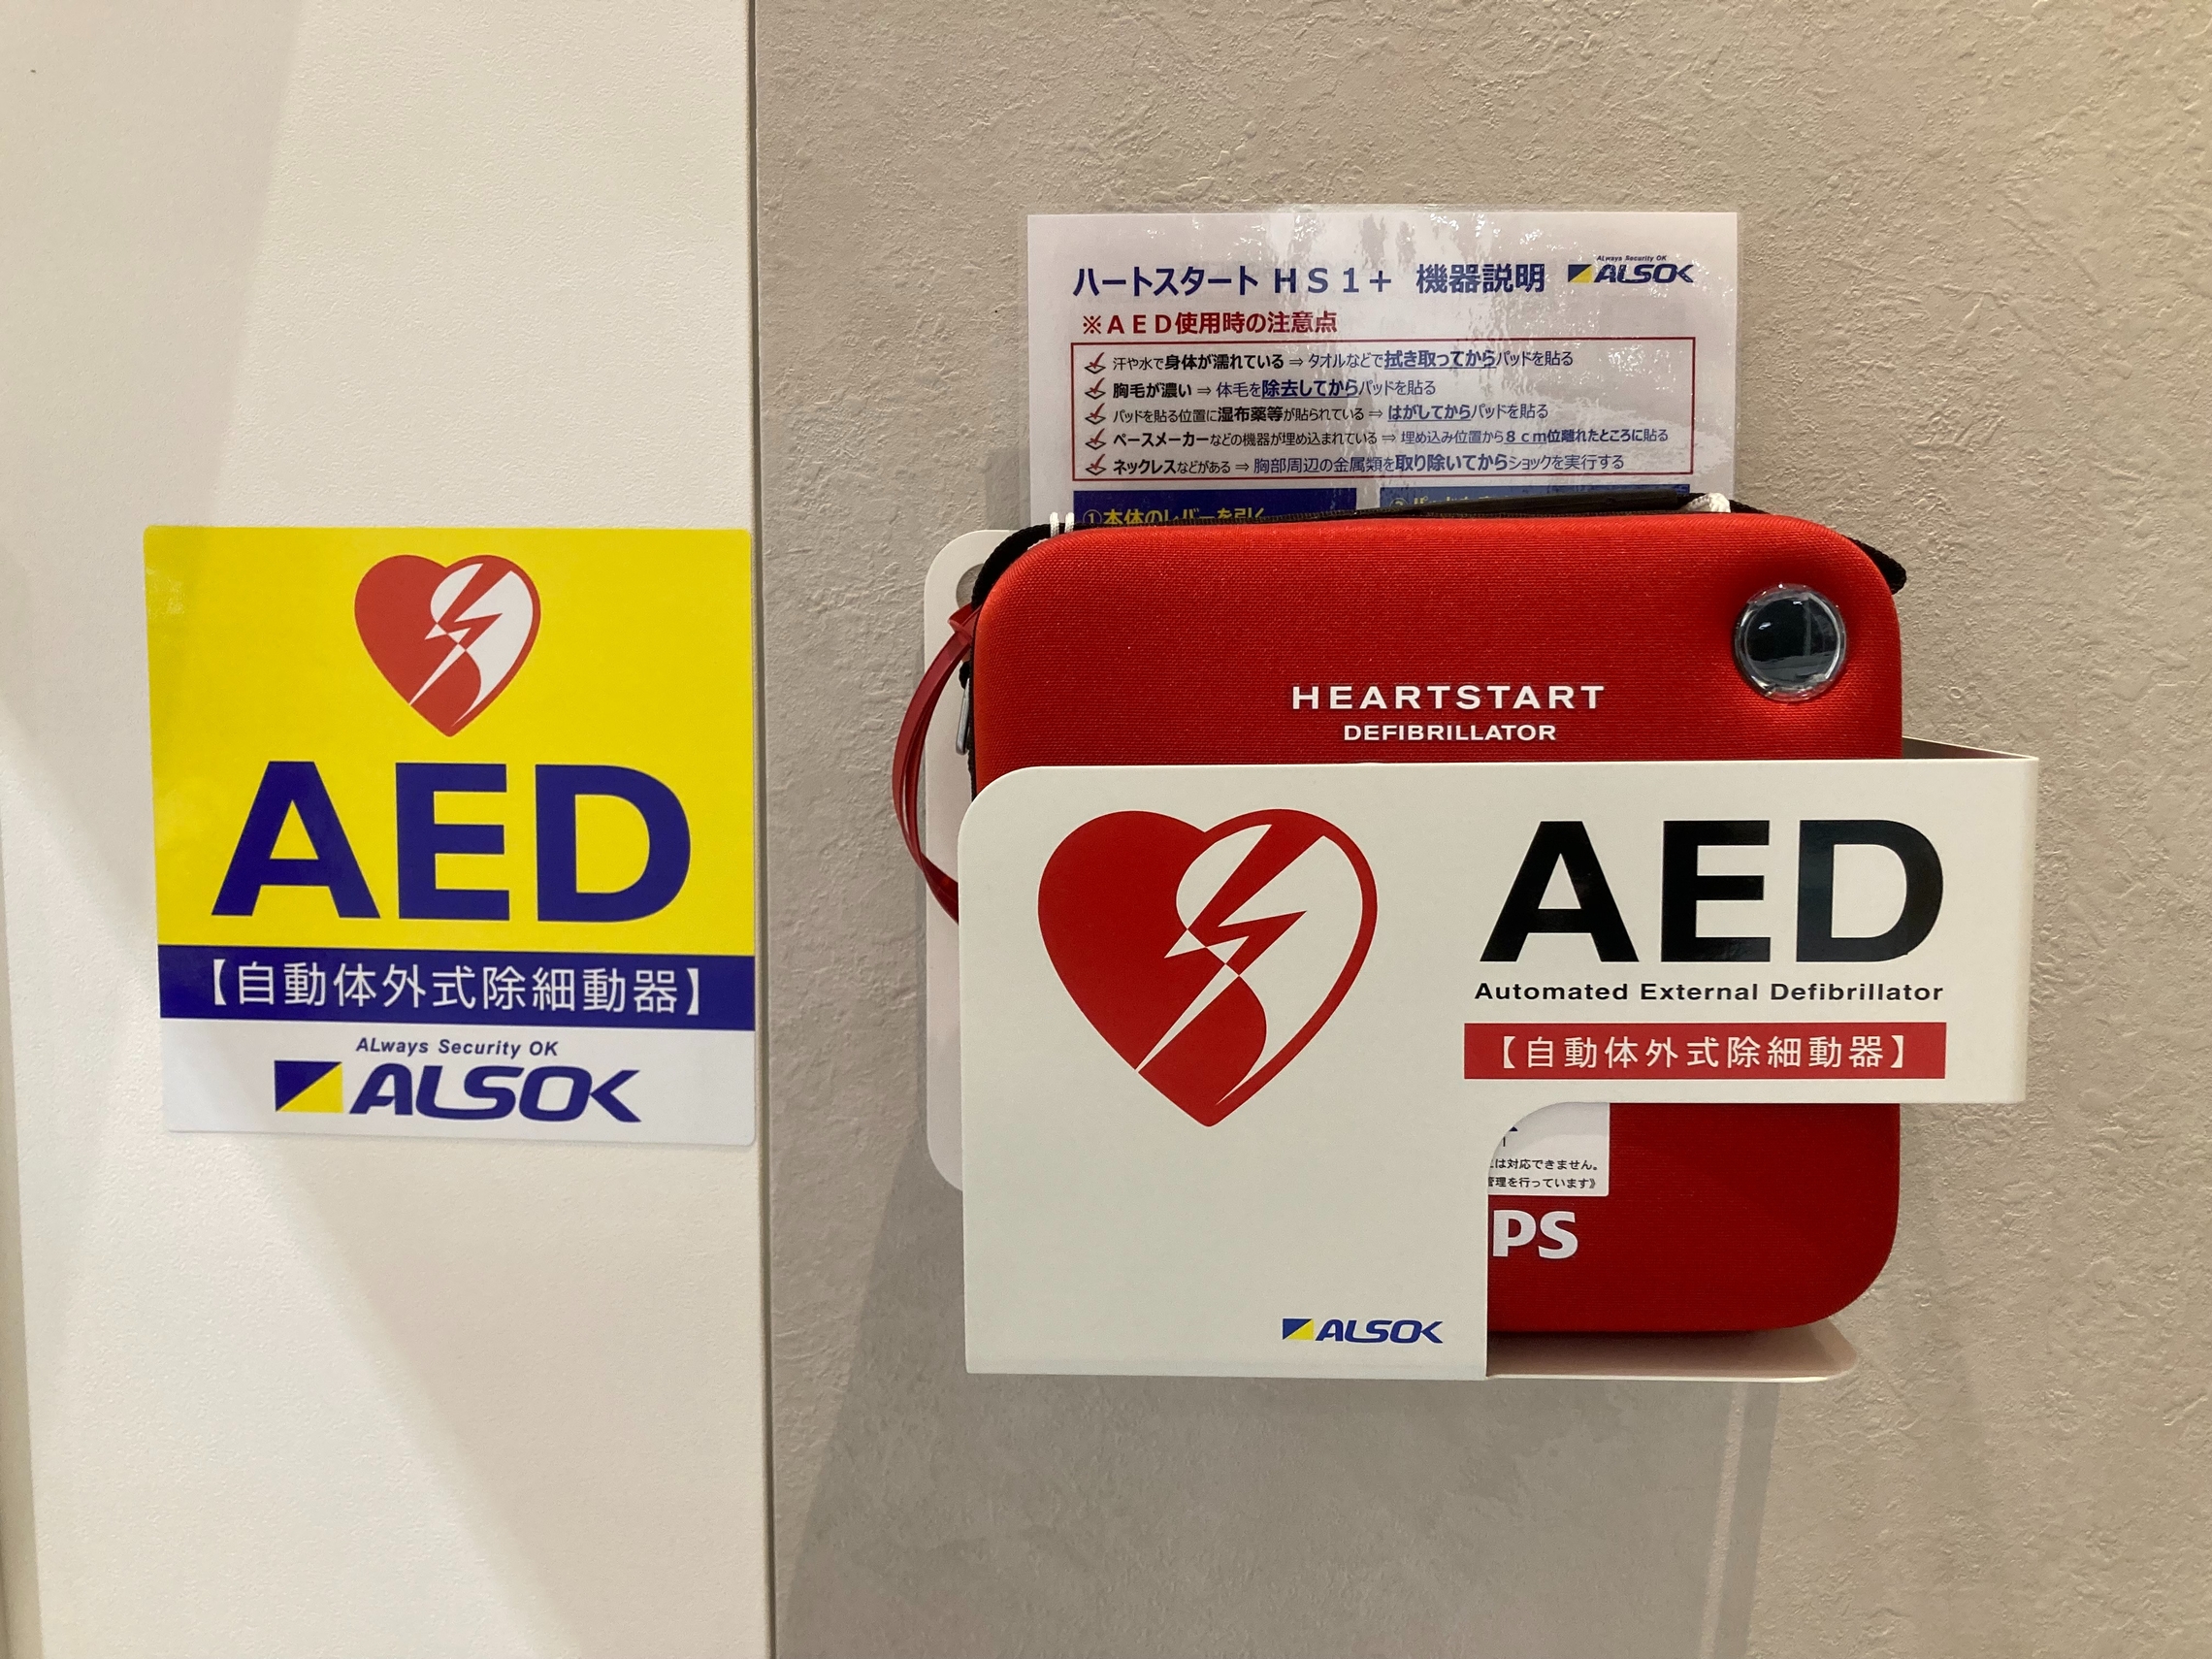 AED
【自動体外式除細動器】
ALways Security OK
ALSOK
ハートスタート HS1+ 機器説明
ALways Security OK
ALSOK
※AED使用時の注意点
汗や水で身体が濡れている ⇒ タオルなどで拭き取ってからパッドを貼る
胸毛が濃い ⇒ 体毛を除去してからパッドを貼る
パッドを貼る位置に湿布薬等が貼られている ⇒ はがしてからパッドを貼る
ペースメーカーなどの機器が埋め込まれている ⇒ 埋め込み位置から8cm位離れたところに貼る
ネックレスなどがある ⇒ 胸部周辺の金属類を取り除いてからショックを実行する
①本体のレバーを引く
HEARTSTART
DEFIBRILLATOR
AED
Automated External Defibrillator
【自動体外式除細動器】
は対応できません。
管理を行っています》
PS
ALSOK